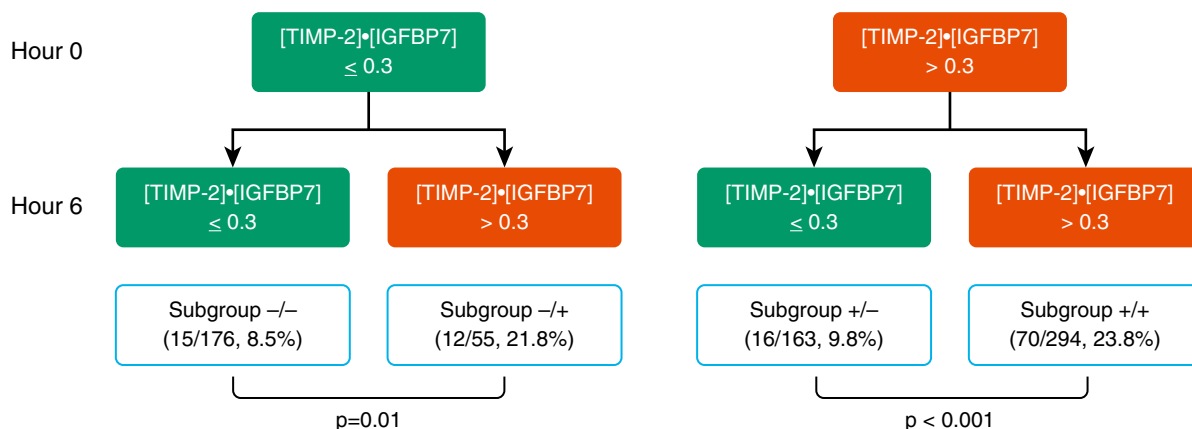 Hour 0
[TIMP-2]•[IGFBP7]
≤ 0.3
[TIMP-2]•[IGFBP7]
> 0.3
Hour 6
[TIMP-2]•[IGFBP7]
≤ 0.3
[TIMP-2]•[IGFBP7]
> 0.3
[TIMP-2]•[IGFBP7]
≤ 0.3
[TIMP-2]•[IGFBP7]
> 0.3
Subgroup –/–
(15/176, 8.5%)
Subgroup –/+
(12/55, 21.8%)
Subgroup +/–
(16/163, 9.8%)
Subgroup +/+
(70/294, 23.8%)
p=0.01
p < 0.001